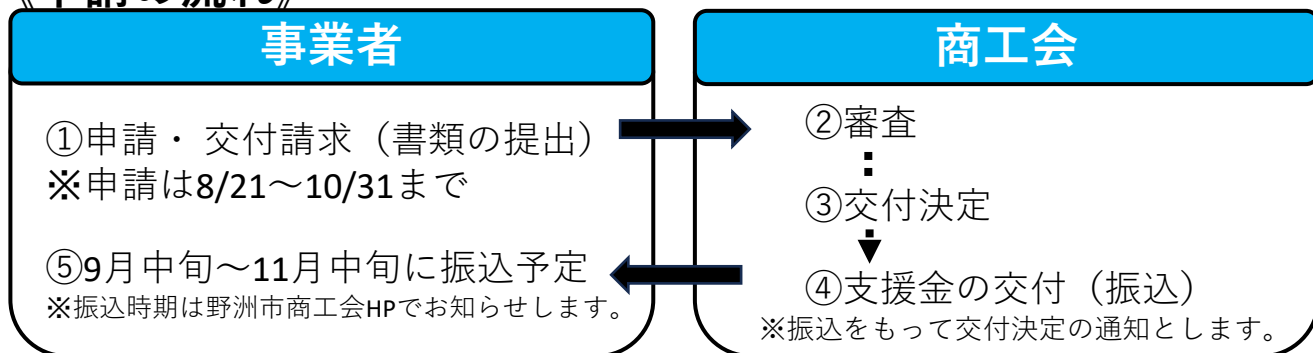 事業者
①申請・ 交付請求（書類の提出）
※申請は8/21～10/31まで
⑤9月中旬～11月中旬に振込予定
※振込時期は野洲市商工会HPでお知らせします。
商工会
②審査
③交付決定
④支援金の交付（振込）
※振込をもって交付決定の通知とします。